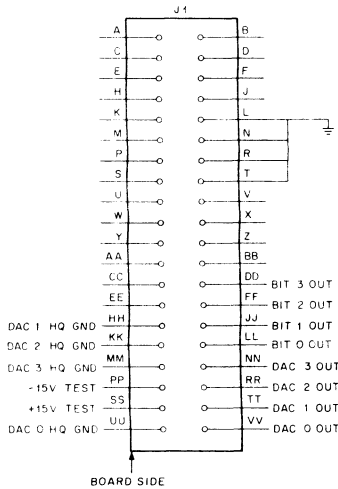 J1
A B
C D
E F
H J
K L
M N
P R
S T
U V
W X
Y Z
AA BB
CC DD BIT 3 OUT
EE FF BIT 2 OUT
DAC 1 HQ GND HH JJ BIT 1 OUT
DAC 2 HQ GND KK LL BIT 0 OUT
DAC 3 HQ GND MM NN DAC 3 OUT
-15V TEST PP RR DAC 2 OUT
+15V TEST SS TT DAC 1 OUT
DAC 0 HQ GND UU VV DAC 0 OUT
BOARD SIDE